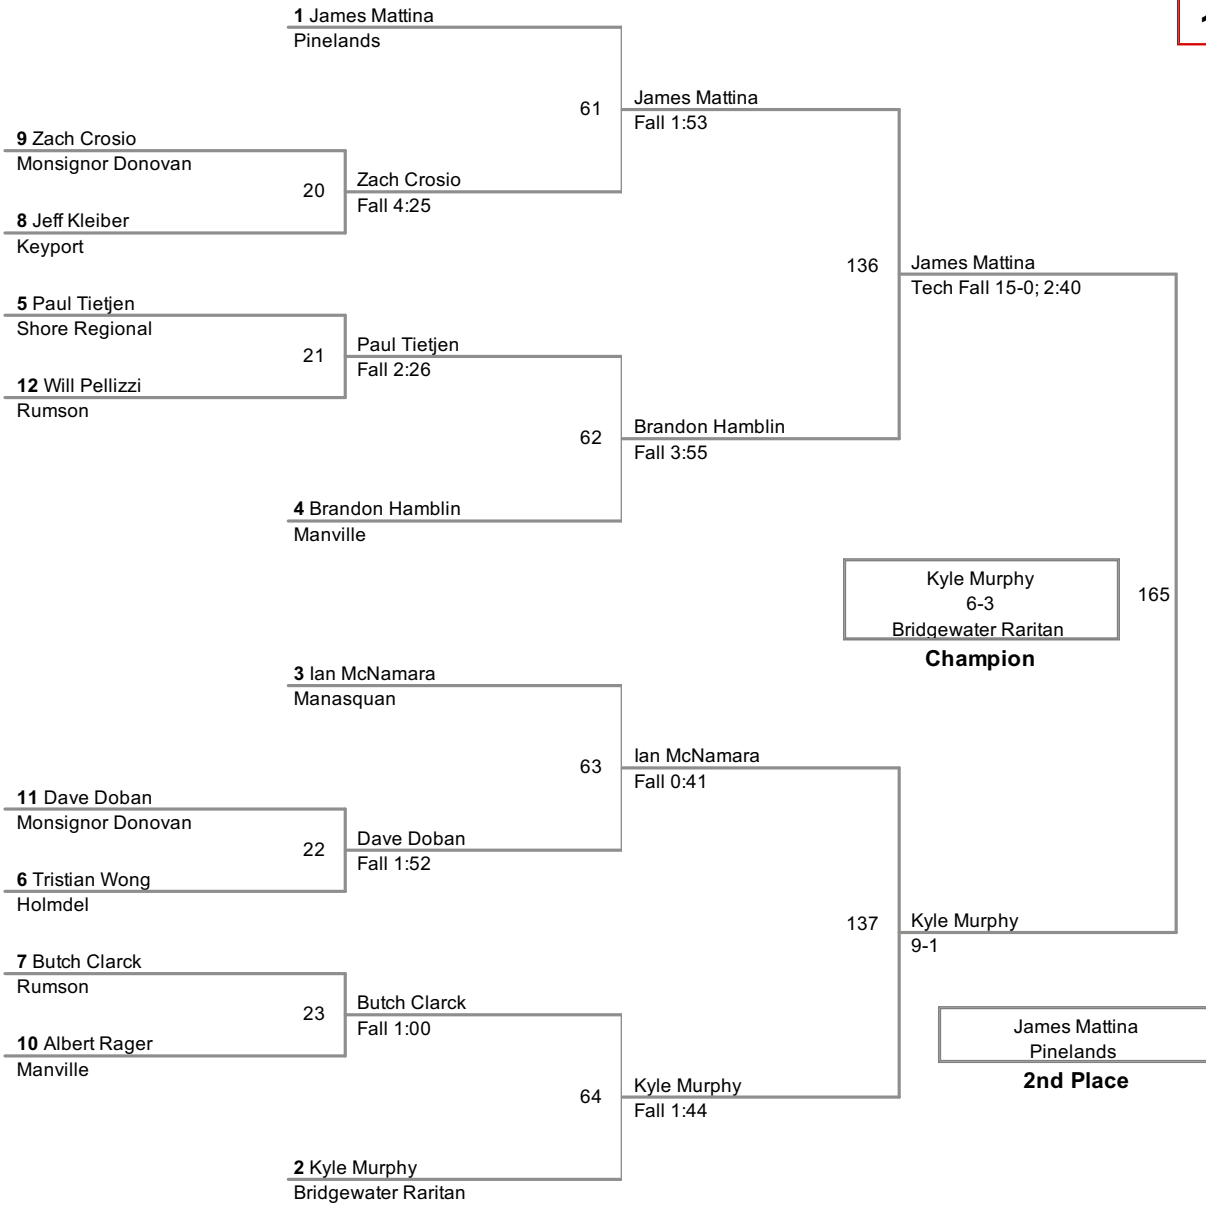 1 James Mattina
Pinelands
61
James Mattina
Fall 1:53
9 Zach Crosio
Monsignor Donovan
20
Zach Crosio
Fall 4:25
8 Jeff Kleiber
Keyport
136
James Mattina
Tech Fall 15-0; 2:40
5 Paul Tietjen
Shore Regional
21
Paul Tietjen
Fall 2:26
12 Will Pellizzi
Rumson
62
Brandon Hamblin
Fall 3:55
4 Brandon Hamblin
Manville
Kyle Murphy
6-3
Bridgewater Raritan
Champion
165
3 Ian McNamara
Manasquan
63
Ian McNamara
Fall 0:41
11 Dave Doban
Monsignor Donovan
22
Dave Doban
Fall 1:52
6 Tristian Wong
Holmdel
137
Kyle Murphy
9-1
7 Butch Clarck
Rumson
23
Butch Clarck
Fall 1:00
10 Albert Rager
Manville
James Mattina
Pinelands
2nd Place
64
Kyle Murphy
Fall 1:44
2 Kyle Murphy
Bridgewater Raritan